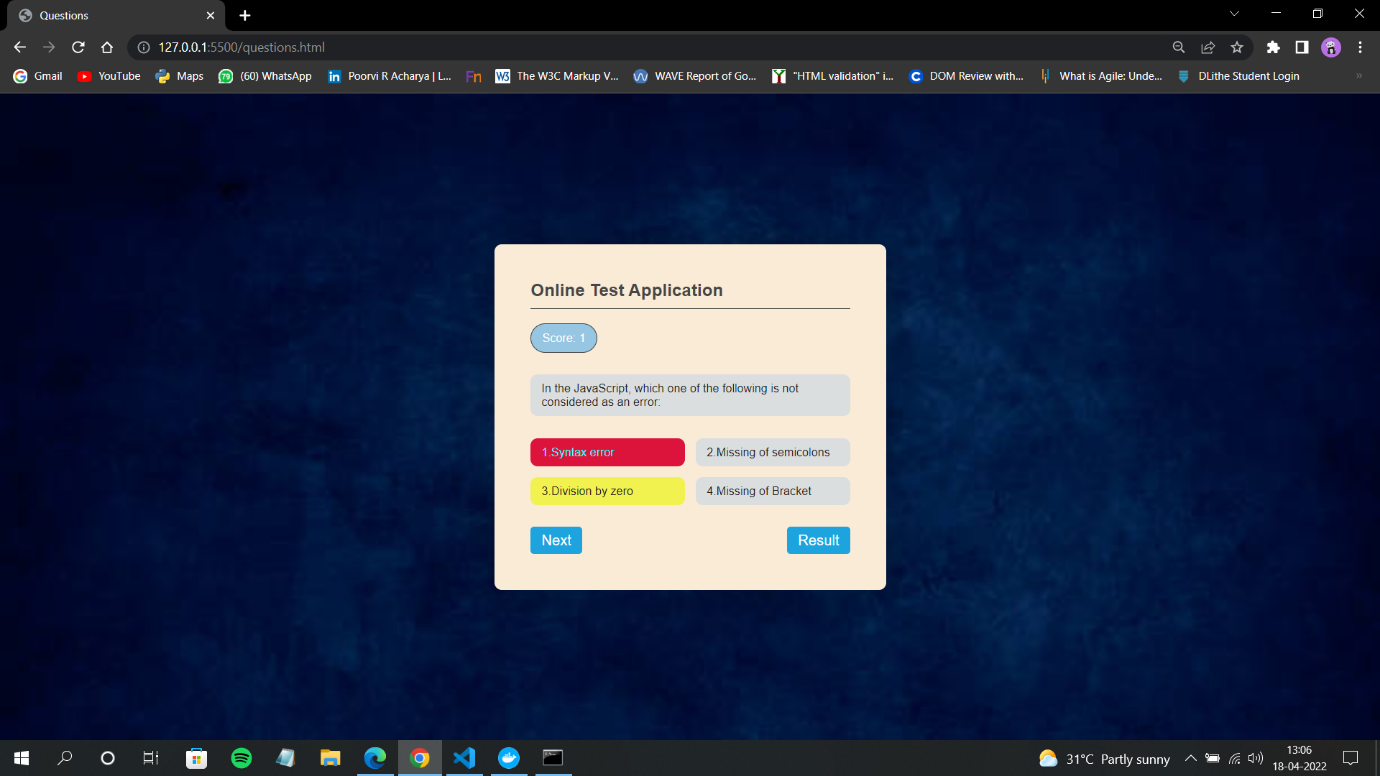 Questions
127.0.0.1:5500/questions.html
Gmail YouTube Maps (60) WhatsApp Poorvi R Acharya | L... Fn The W3C Markup V... WAVE Report of Go... "HTML validation" i... DOM Review with... What is Agile: Unde... DLithe Student Login
Online Test Application
Score: 1
In the JavaScript, which one of the following is not
considered as an error:
1.Syntax error 2.Missing of semicolons
3.Division by zero 4.Missing of Bracket
Next Result
31°C Partly sunny
13:06
18-04-2022